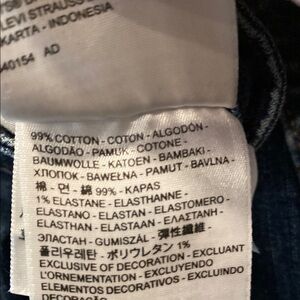 LEVI STRAUSS
KARTA - INDONESIA
40154 AD
99% COTTON - COTON - ALGODÓN -
ALGODÃO - PAMUK - COTONE -
BAUMWOLLE - KATOEN - BAMBAKI -
ХЛОПОК - BAWEŁNA - PAMUT - BAVLNA -
棉 - 면 - 綿 99% - KAPAS
1% ELASTANE - ELASTHANNE -
ELASTANO - ELASTAN - ELASTOMERO -
ELASTHAN - ELASTAAN - ΕΛΑΣΤΑΝΗ -
ЭЛАСТАН - GUMISZÁL - 彈性纖維 -
폴리우레탄 - ポリウレタン 1%
EXCLUSIVE OF DECORATION - EXCLUANT
L'ORNEMENTATION - EXCLUYENDO
ELEMENTOS DECORATIVOS - EXCLUINDO
DECORAÇÃO